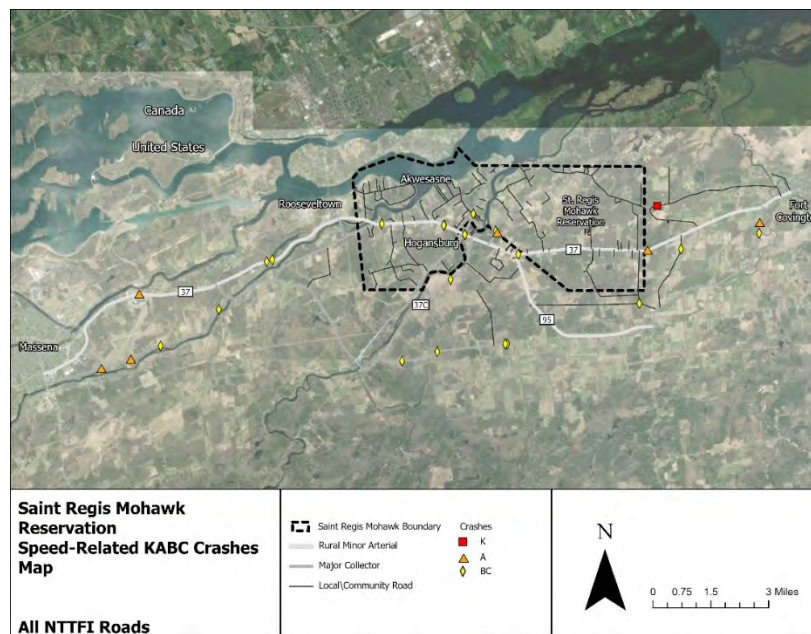 Canada
United States
Akwesasne
Rooseveltown
St. Regis
Mohawk
Reservation
Fort
Covington
Hogansburg
37
37
37C
95
Massena
Saint Regis Mohawk
Reservation
Speed-Related KABC Crashes
Map
All NTTFI Roads
Saint Regis Mohawk Boundary
Rural Minor Arterial
Major Collector
Local\Community Road
Crashes
K
A
BC
N
0 0.75 1.5 3 Miles